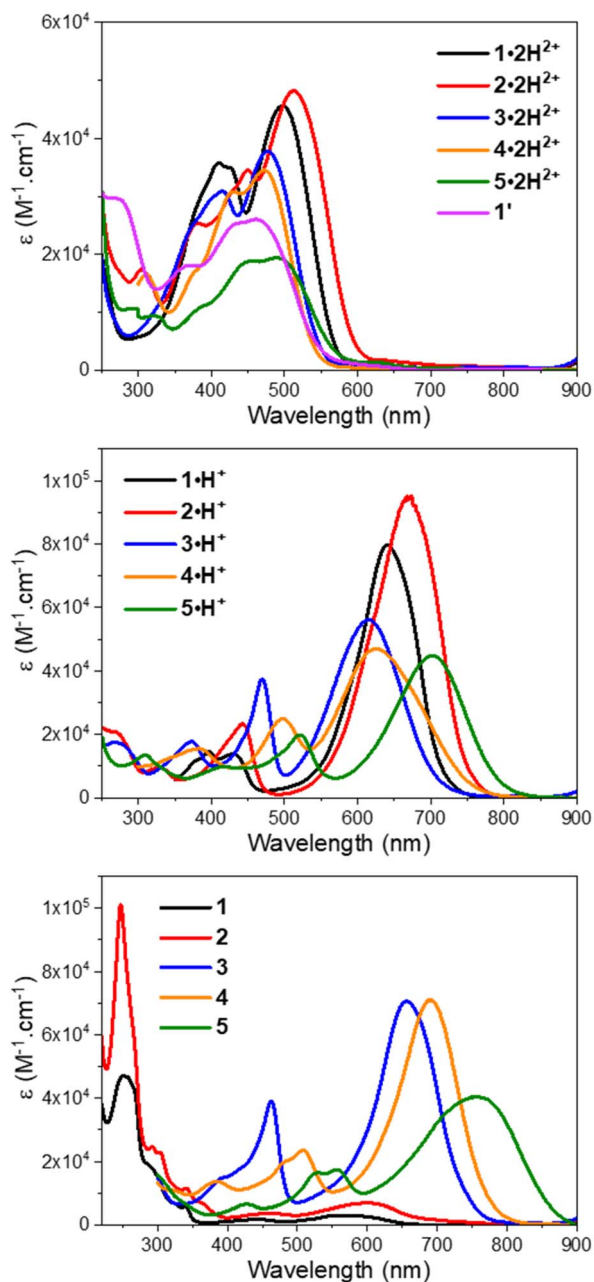 6x10⁴
4x10⁴
2x10⁴
0
ε (M⁻¹.cm⁻¹)
1•2H²⁺
2•2H²⁺
3•2H²⁺
4•2H²⁺
5•2H²⁺
1'
300 400 500 600 700 800 900
Wavelength (nm)
1x10⁵
8x10⁴
6x10⁴
4x10⁴
2x10⁴
0
ε (M⁻¹.cm⁻¹)
1•H⁺
2•H⁺
3•H⁺
4•H⁺
5•H⁺
300 400 500 600 700 800 900
Wavelength (nm)
1x10⁵
8x10⁴
6x10⁴
4x10⁴
2x10⁴
0
ε (M⁻¹.cm⁻¹)
1
2
3
4
5
300 400 500 600 700 800 900
Wavelength (nm)